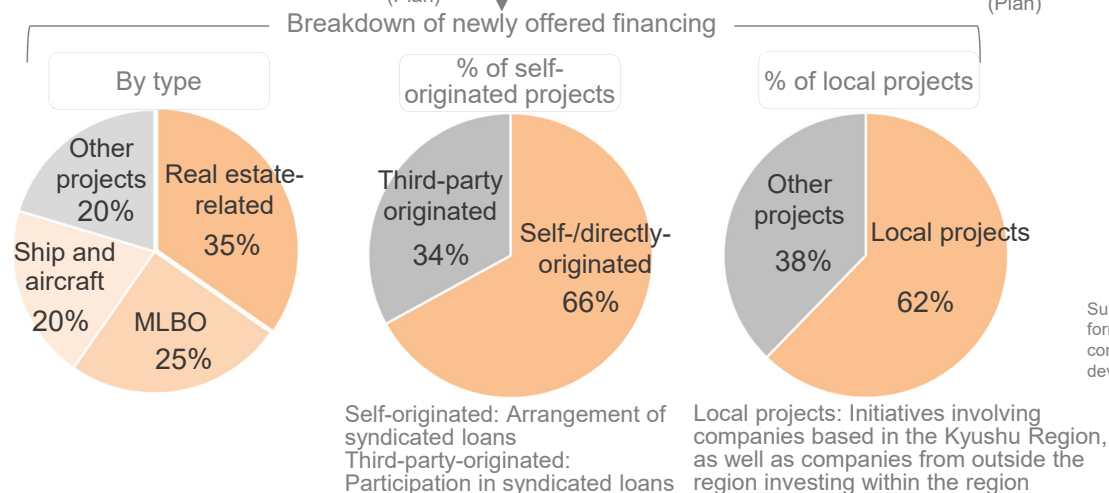 (Plan)
(Plan)
Breakdown of newly offered financing
By type
Other
projects
20%
Real estate-
related
35%
Ship and
aircraft
20%
MLBO
25%
% of self-
originated projects
Third-party
originated
34%
Self-/directly-
originated
66%
Self-originated: Arrangement of
syndicated loans
Third-party-originated:
Participation in syndicated loans
% of local projects
Other
projects
38%
Local projects
62%
Local projects: Initiatives involving
companies based in the Kyushu Region,
as well as companies from outside the
region investing within the region